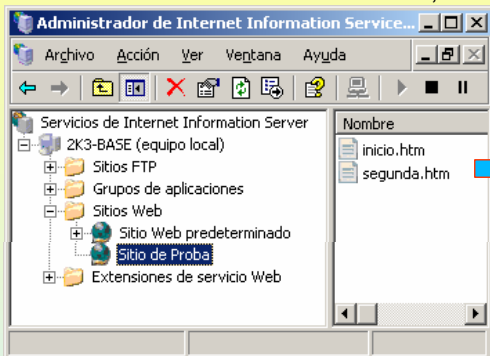 Administrador de Internet Information Service...
Archivo Acción Ver Ventana Ayuda
Servicios de Internet Information Server
2K3-BASE (equipo local)
Sitios FTP
Grupos de aplicaciones
Sitios Web
Sitio Web predeterminado
Sitio de Proba
Extensiones de servicio Web
Nombre
inicio.htm
segunda.htm